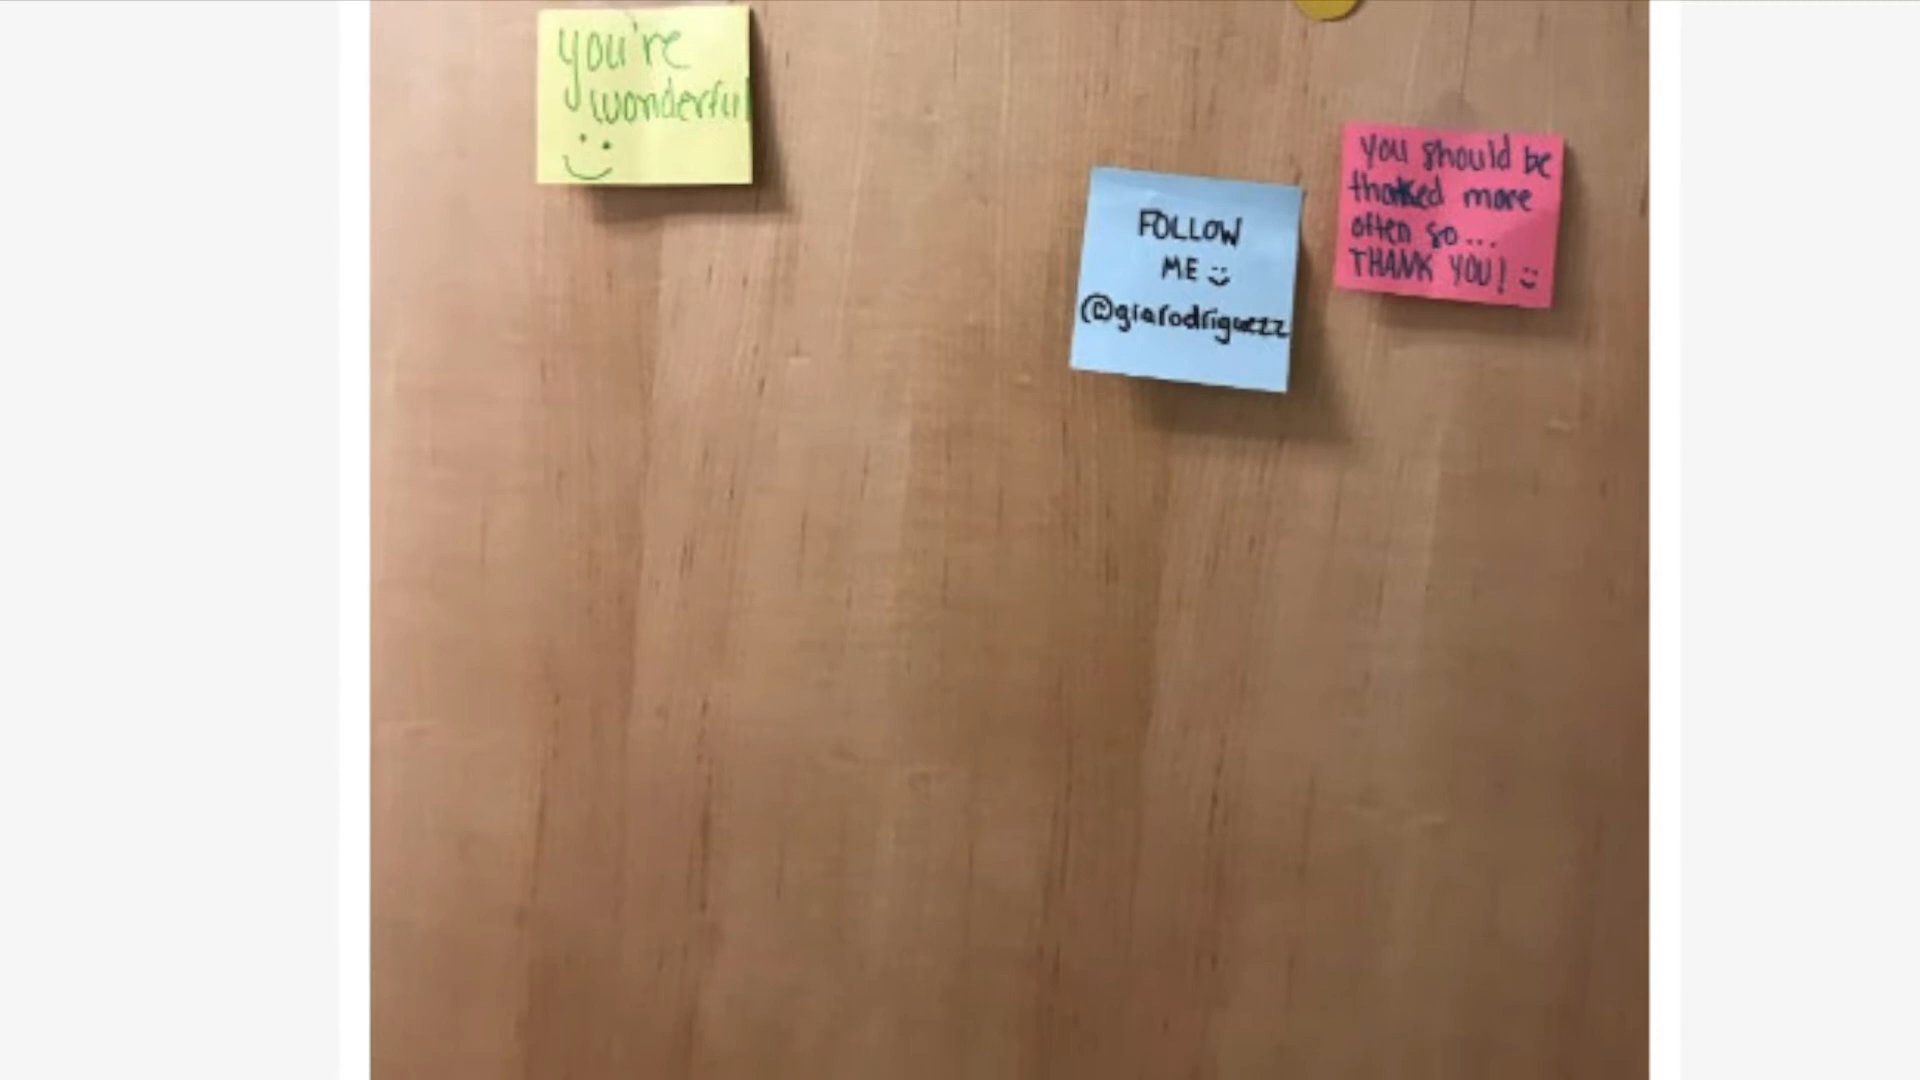 you're
wonderful
FOLLOW
ME
@giarodriguezz
you should be
thanked more
often so...
THANK YOU!